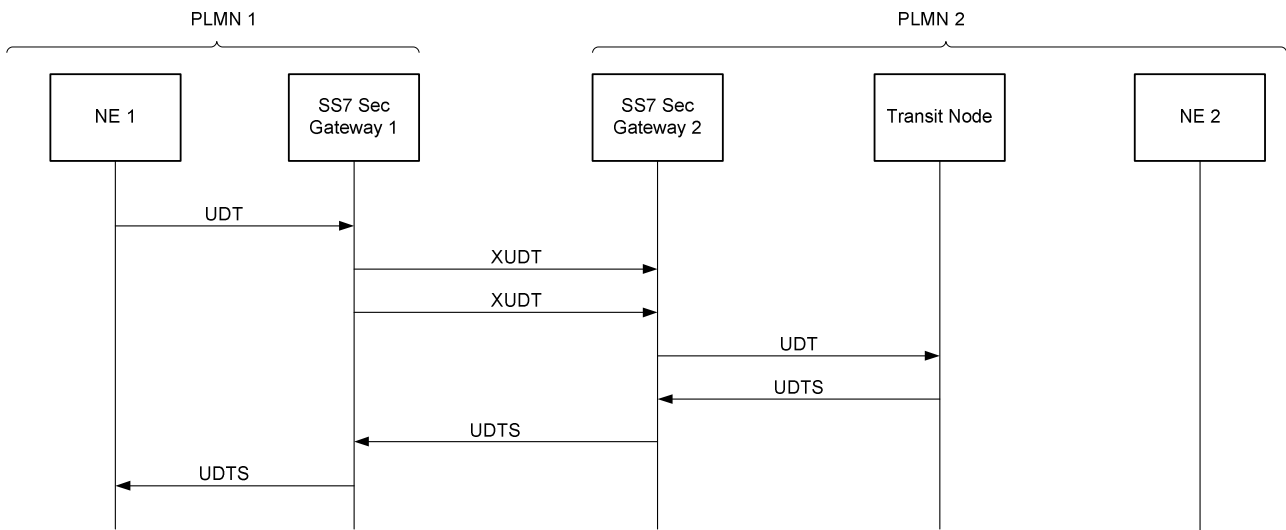 PLMN 1
PLMN 2
NE 1
SS7 Sec
Gateway 1
SS7 Sec
Gateway 2
Transit Node
NE 2
UDT
XUDT
XUDT
UDT
UDTS
UDTS
UDTS